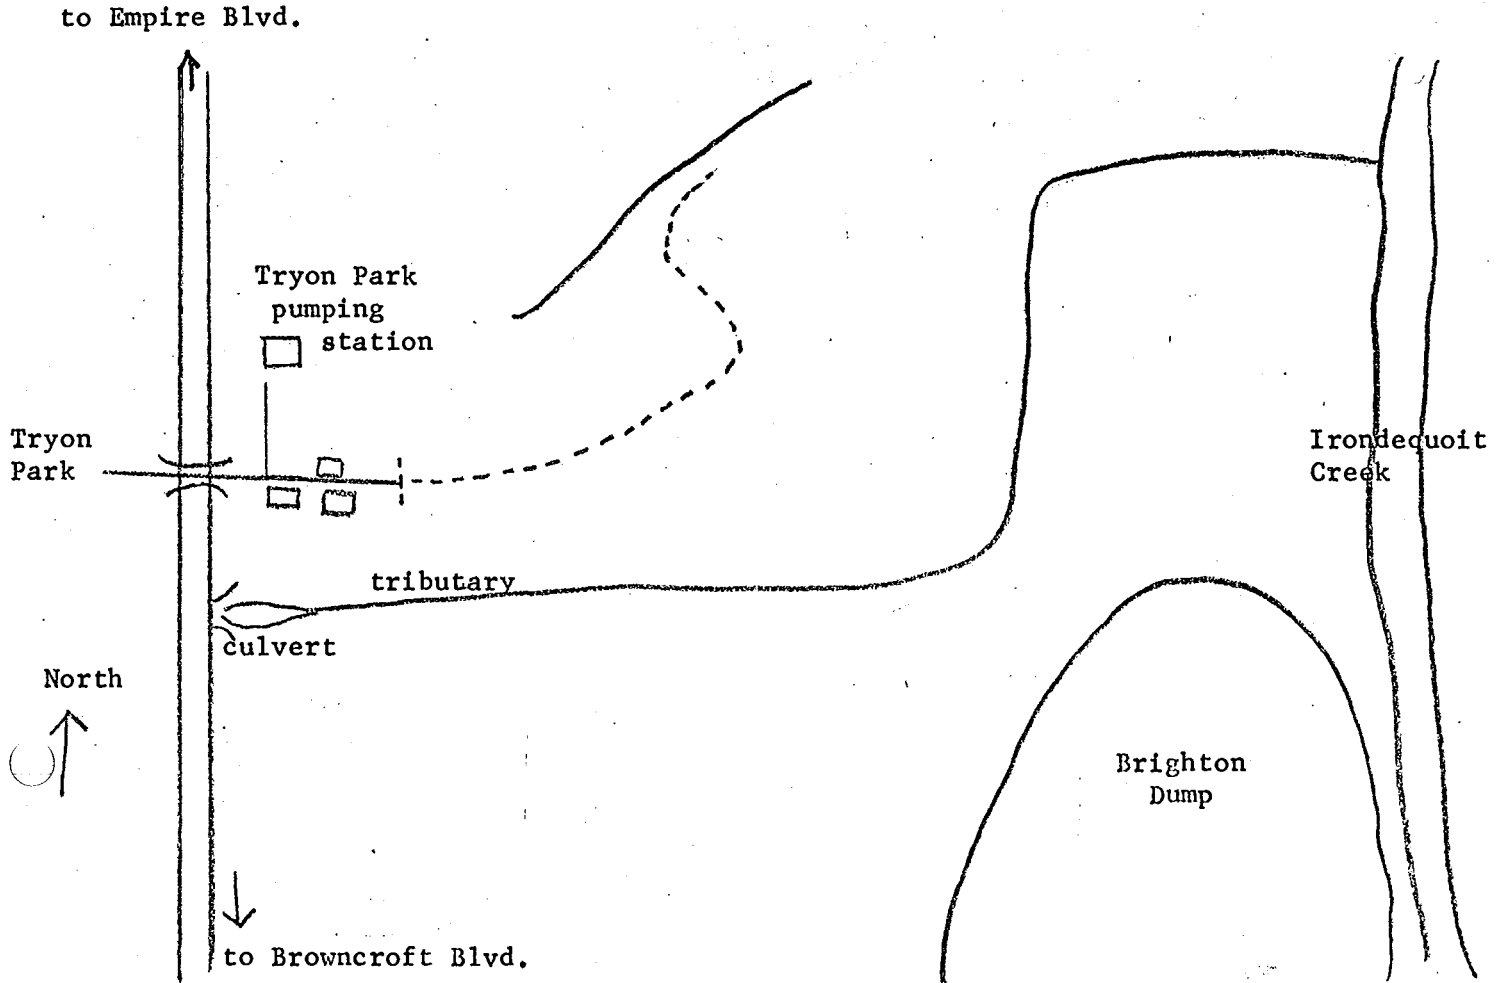 to Empire Blvd.
Tryon Park
pumping
station
Tryon
Park
Irondequoit
Creek
tributary
culvert
North
Brighton
Dump
to Browncroft Blvd.